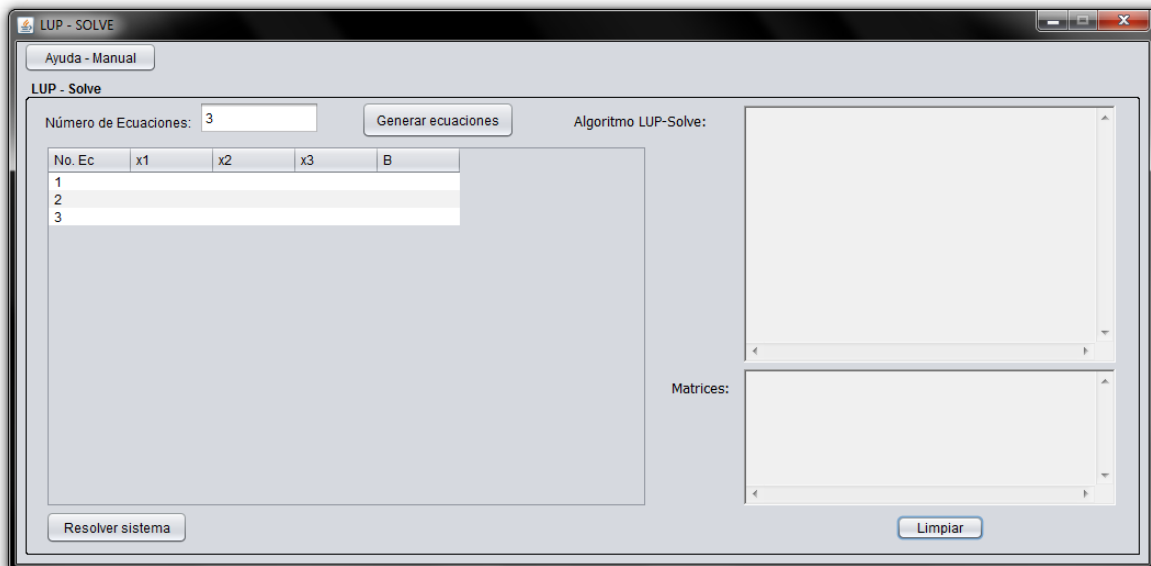 LUP - SOLVE
Ayuda - Manual
LUP - Solve
Número de Ecuaciones: 3 Generar ecuaciones Algoritmo LUP-Solve:
No. Ec x1 x2 x3 B
1
2
3
Matrices:
Resolver sistema Limpiar